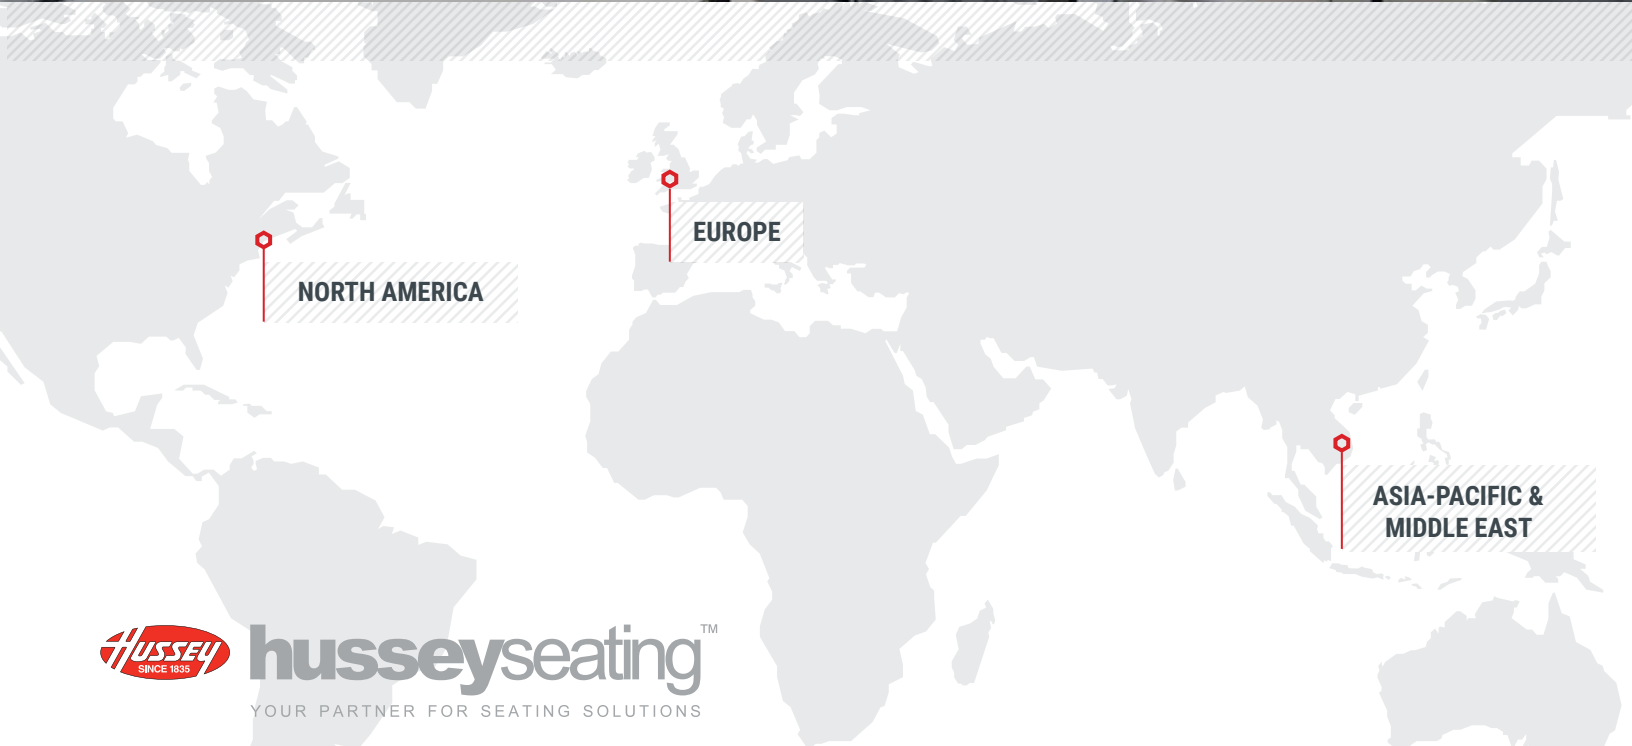 EUROPE
NORTH AMERICA
ASIA-PACIFIC &
MIDDLE EAST
HUSSEY
SINCE 1835
husseyseating™
YOUR PARTNER FOR SEATING SOLUTIONS